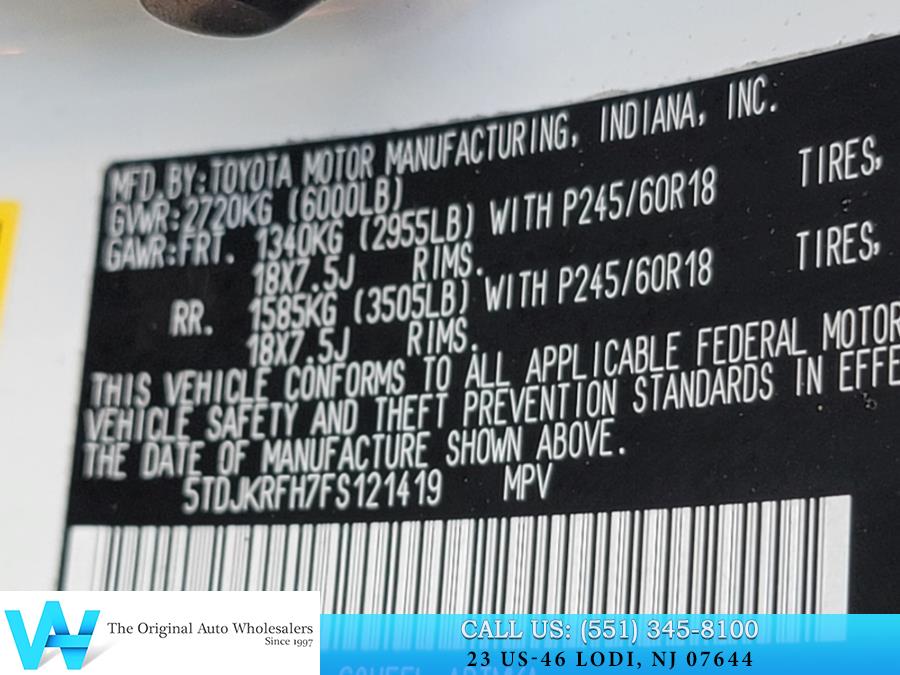 MFD.BY:TOYOTA MOTOR MANUFACTURING, INDIANA, INC.
GVWR:2720KG (6000LB)
GAWR:FRT. 1340KG (2955LB) WITH P245/60R18 TIRES,
18X7.5J RIMS.
RR. 1585KG (3505LB) WITH P245/60R18 TIRES,
18X7.5J RIMS.
THIS VEHICLE CONFORMS TO ALL APPLICABLE FEDERAL MOTOR
VEHICLE SAFETY AND THEFT PREVENTION STANDARDS IN EFFE
THE DATE OF MANUFACTURE SHOWN ABOVE.
5TDJKRFH7FS121419 MPV
The Original Auto Wholesalers
Since 1997
CALL US: (551) 345-8100
23 US-46 LODI, NJ 07644